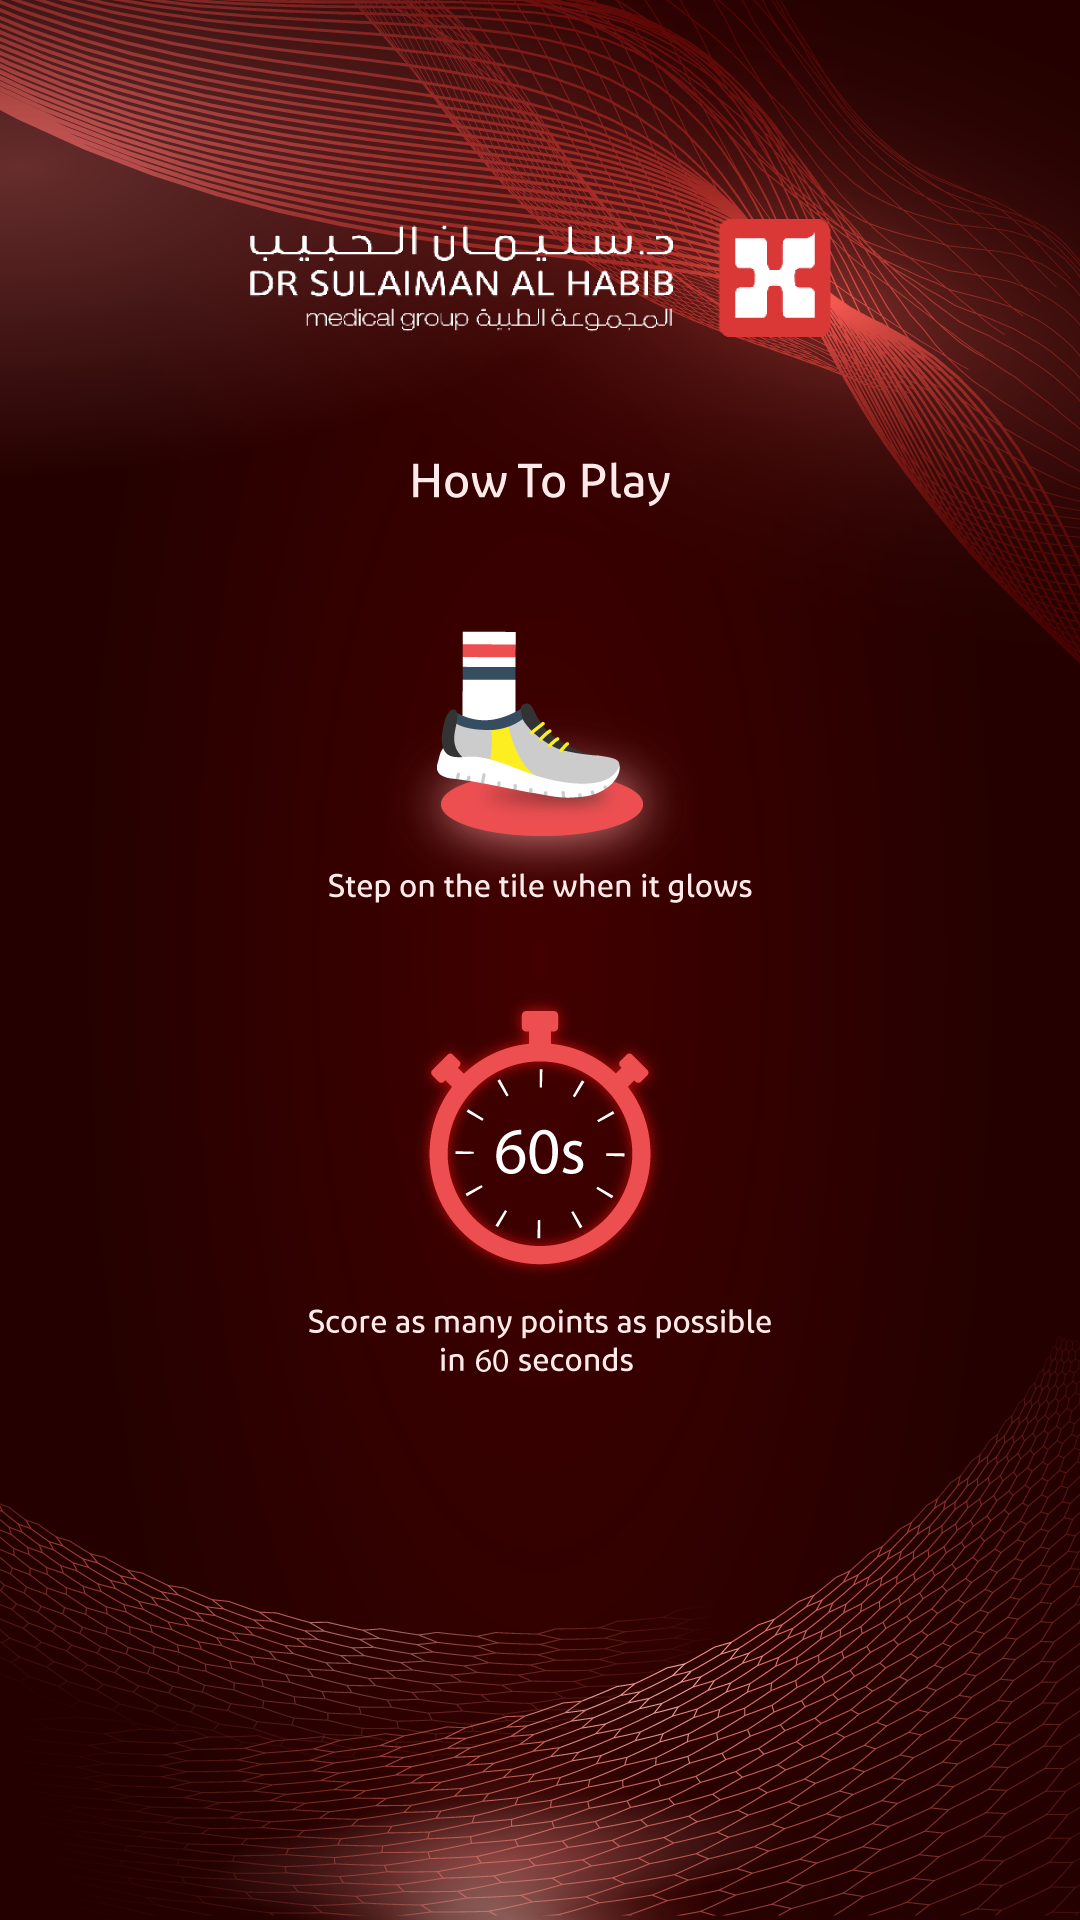 د.سليمان الحبيب
DR SULAIMAN AL HABIB
medical group المجموعة الطبية
How To Play
Step on the tile when it glows
60s
Score as many points as possible
in 60 seconds